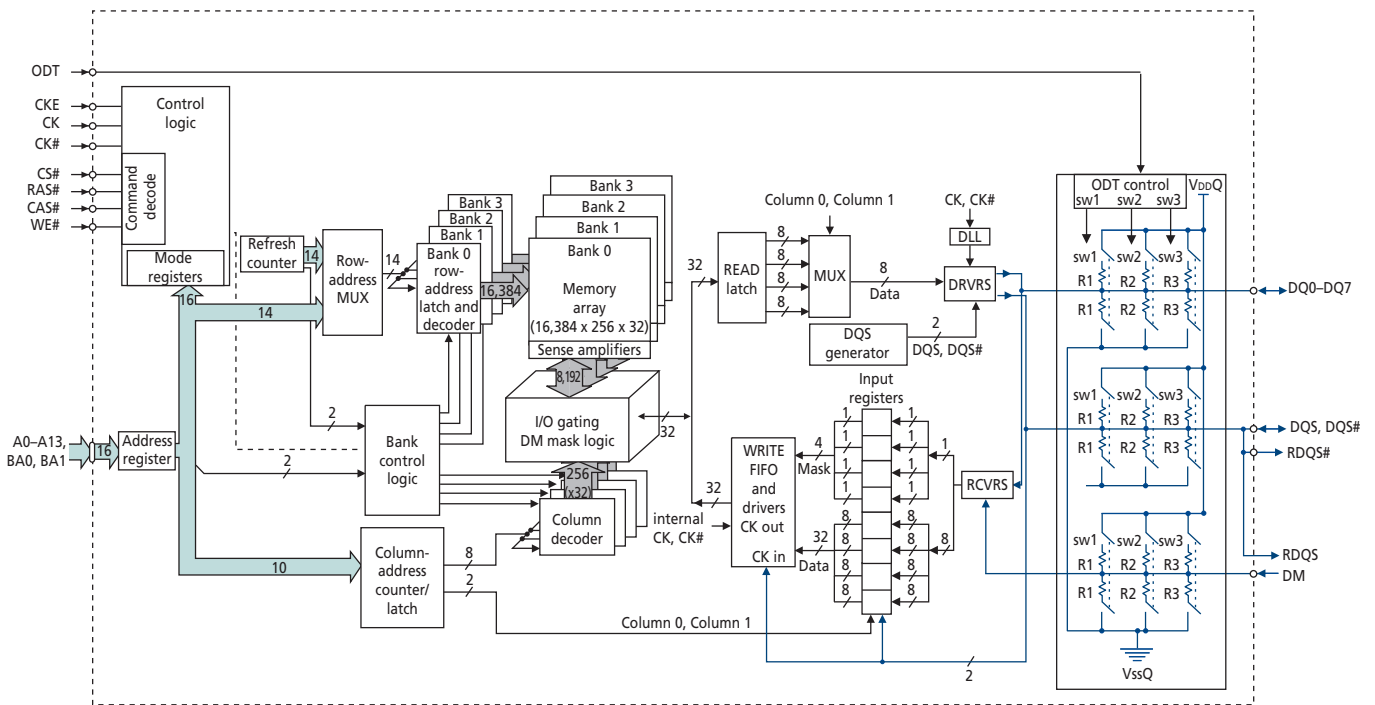 ODT
CKE
CK
CK#
CS#
RAS#
CAS#
WE#
Control
logic
Command
decode
Mode
registers
16
14
A0–A13,
BA0, BA1
16
Address
register
10
Refresh
counter
14
Row-
address
MUX
14
2
2
Bank 3
Bank 2
Bank 1
Bank 0
row-
address
latch and
decoder
16,384
Bank 3
Bank 2
Bank 1
Bank 0
Memory
array
(16,384 x 256 x 32)
Sense amplifiers
8,192
I/O gating
DM mask logic
32
256
(x32)
Bank
control
logic
Column
decoder
Column-
address
counter/
latch
8
2
Column 0, Column 1
32
READ
latch
8
8
8
8
Column 0, Column 1
MUX
8
Data
CK, CK#
DLL
DRVRS
DQS
generator
2
DQS, DQS#
Input
registers
32
internal
CK, CK#
WRITE
FIFO
and
drivers
CK out
CK in
4
Mask
32
Data
1
1
1
1
8
8
8
8
1
1
1
1
8
8
8
8
1
8
RCVRS
2
ODT control
sw1
sw2
sw3
VDDQ
sw1
sw2
sw3
R1
R2
R3
R1
R2
R3
sw1
sw2
sw3
R1
R2
R3
R1
R2
R3
sw1
sw2
sw3
R1
R2
R3
R1
R2
R3
VssQ
DQ0–DQ7
DQS, DQS#
RDQS#
RDQS
DM